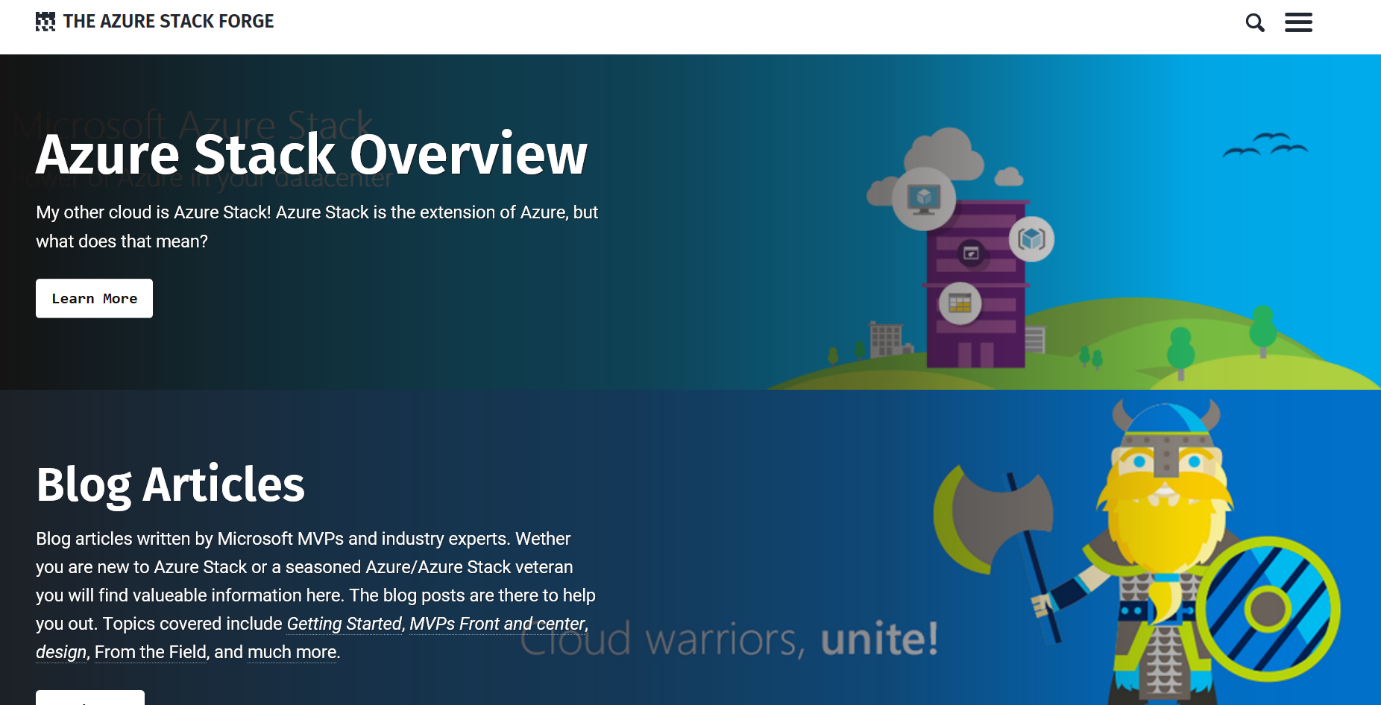 THE AZURE STACK FORGE
Microsoft Azure Stack
Azure Stack Overview
Power of Azure in your datacenter
My other cloud is Azure Stack! Azure Stack is the extension of Azure, but
what does that mean?
Learn More
Blog Articles
Blog articles written by Microsoft MVPs and industry experts. Wether
you are new to Azure Stack or a seasoned Azure/Azure Stack veteran
you will find valueable information here. The blog posts are there to help
you out. Topics covered include Getting Started, MVPs Front and center,
design, From the Field, and much more.
Cloud warriors, unite!